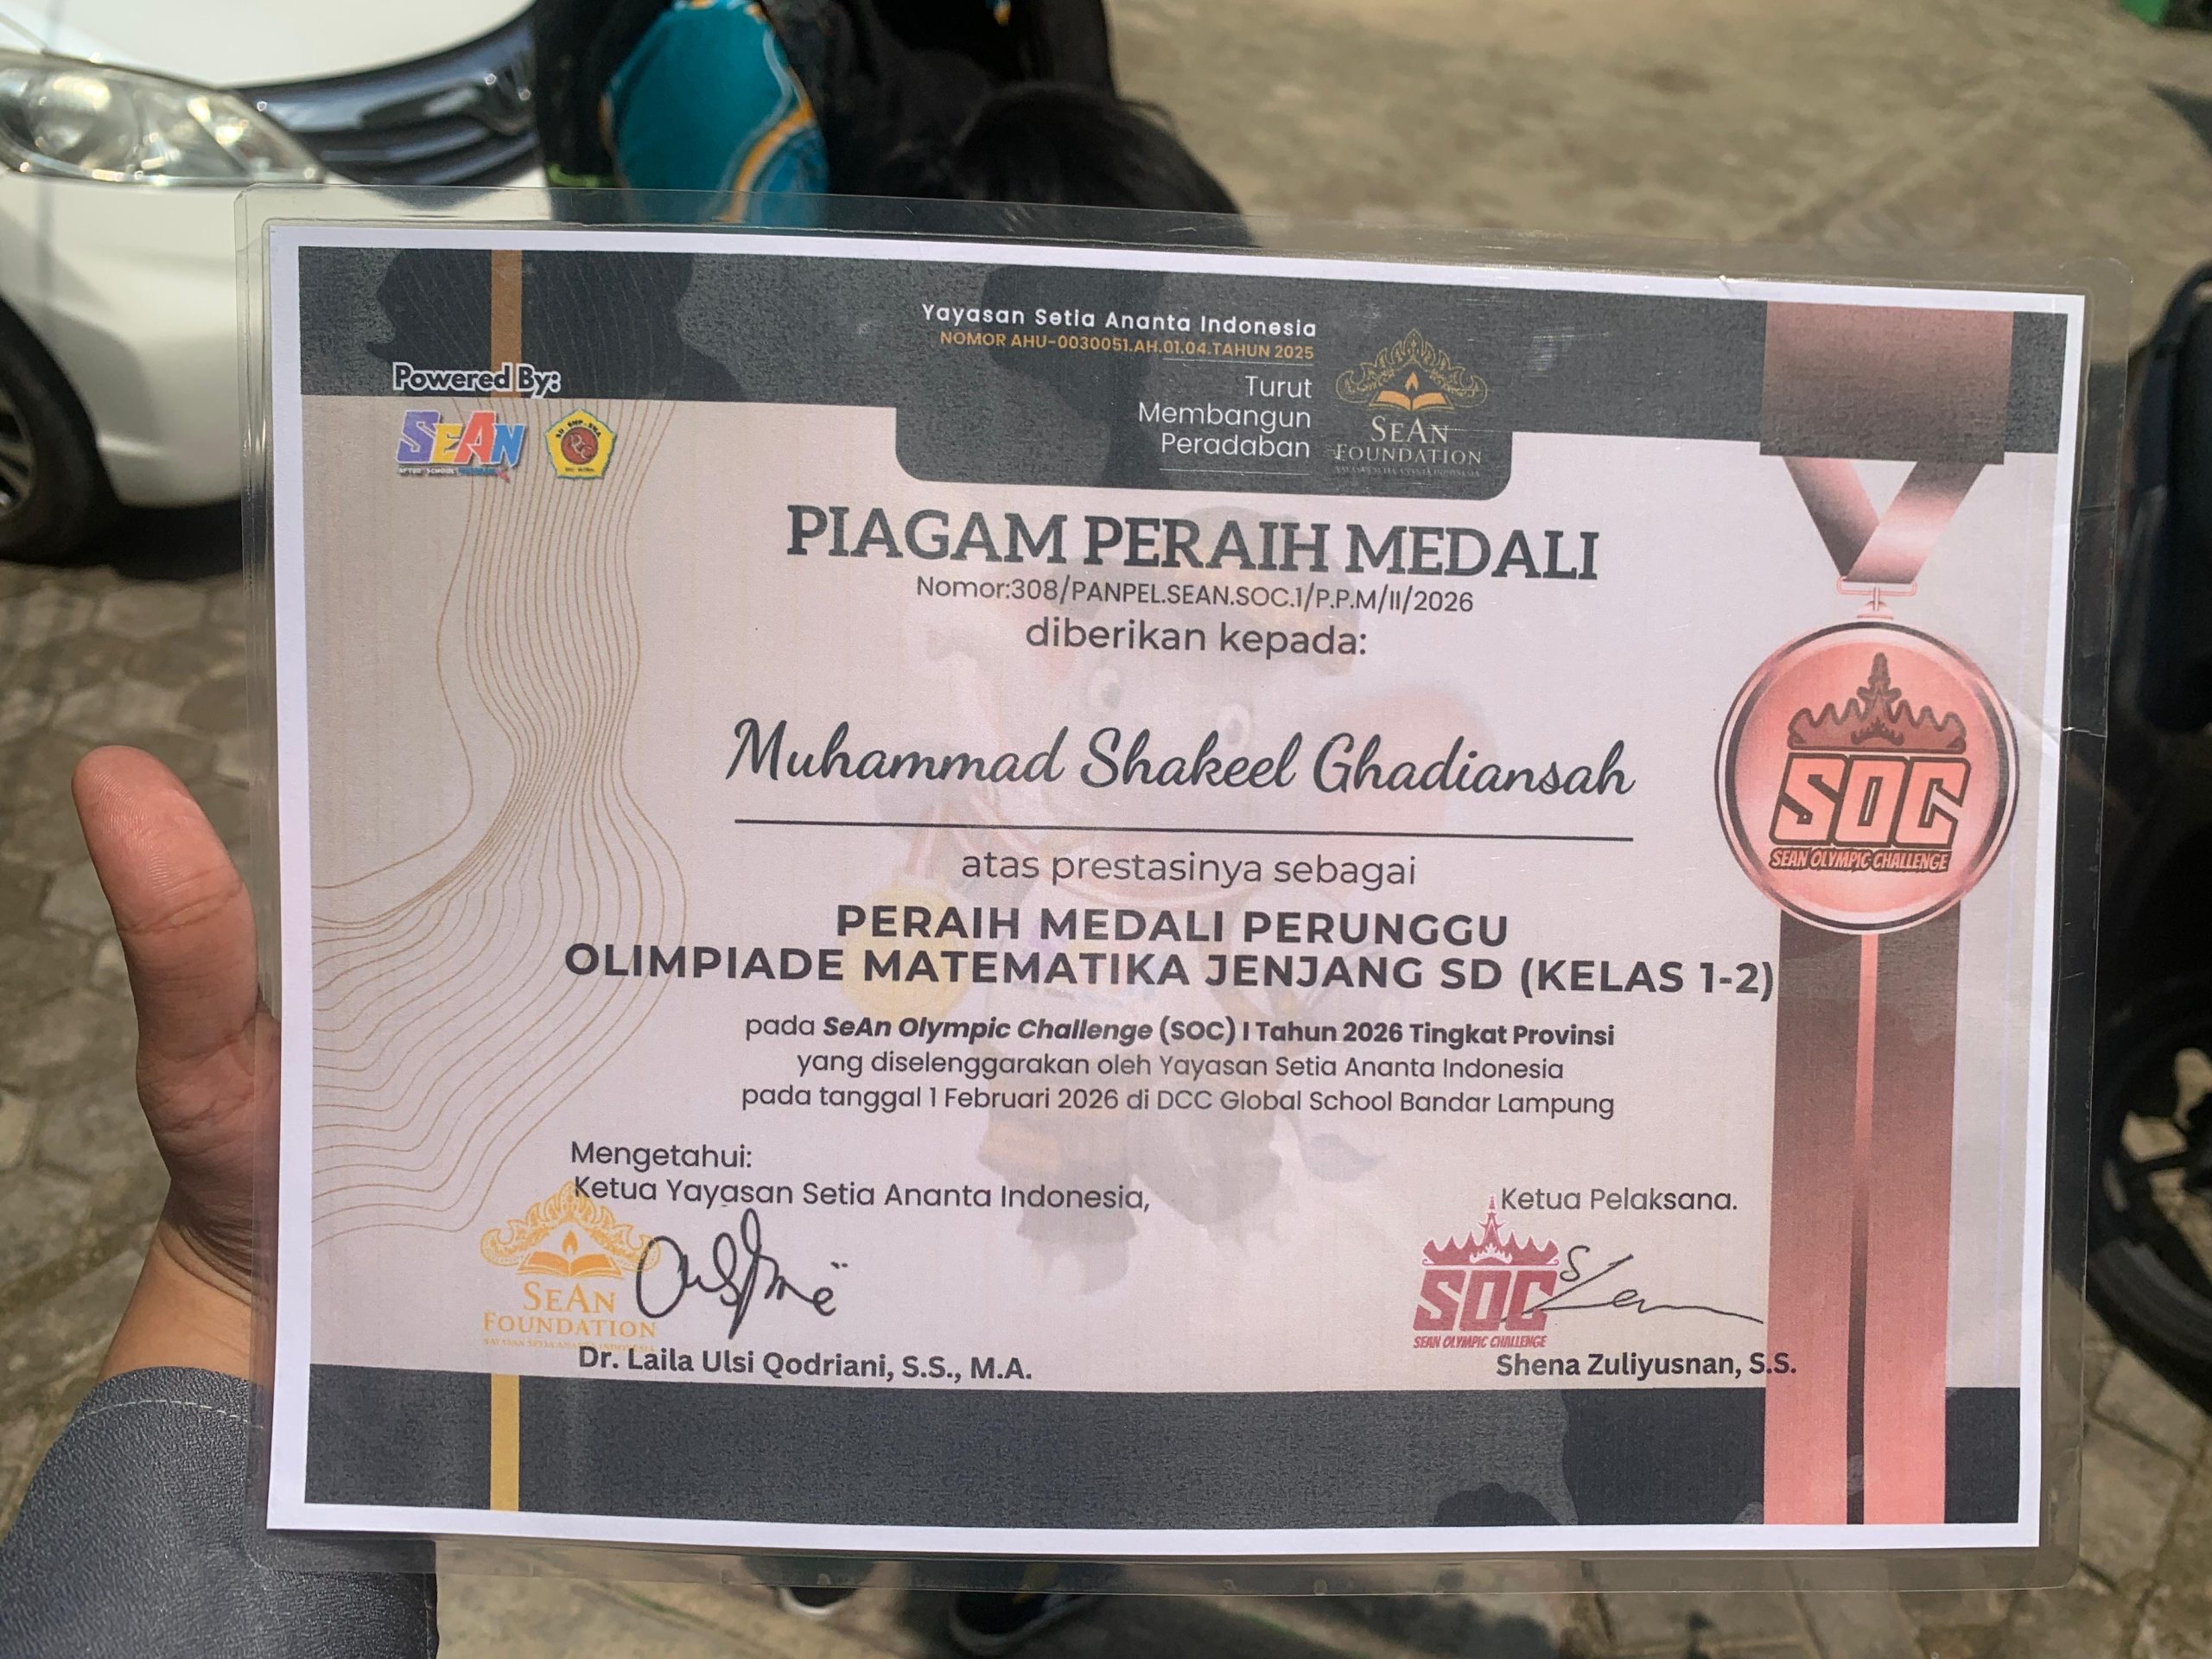 Yayasan Setia Ananta Indonesia
NOMOR AHU-0030051.AH.01.04.TAHUN 2025
Turut
Membangun
Peradaban
SEAN
FOUNDATION
Powered By:
SEAN
PIAGAM PERAIH MEDALI
Nomor:308/PANPEL.SEAN.SOC.1/P.P.M/II/2026
diberikan kepada:
Muhammad Shakeel Ghadiansah
atas prestasinya sebagai
PERAIH MEDALI PERUNGGU
OLIMPIADE MATEMATIKA JENJANG SD (KELAS 1-2)
pada SeAn Olympic Challenge (SOC) I Tahun 2026 Tingkat Provinsi
yang diselenggarakan oleh Yayasan Setia Ananta Indonesia
pada tanggal 1 Februari 2026 di DCC Global School Bandar Lampung
SOC
SEAN OLYMPIC CHALLENGE
Mengetahui:
Ketua Yayasan Setia Ananta Indonesia,
SEAN
FOUNDATION
Dr. Laila Ulsi Qodriani, S.S., M.A.
Ketua Pelaksana.
SOC
SEAN OLYMPIC CHALLENGE
Shena Zuliyusnan, S.S.